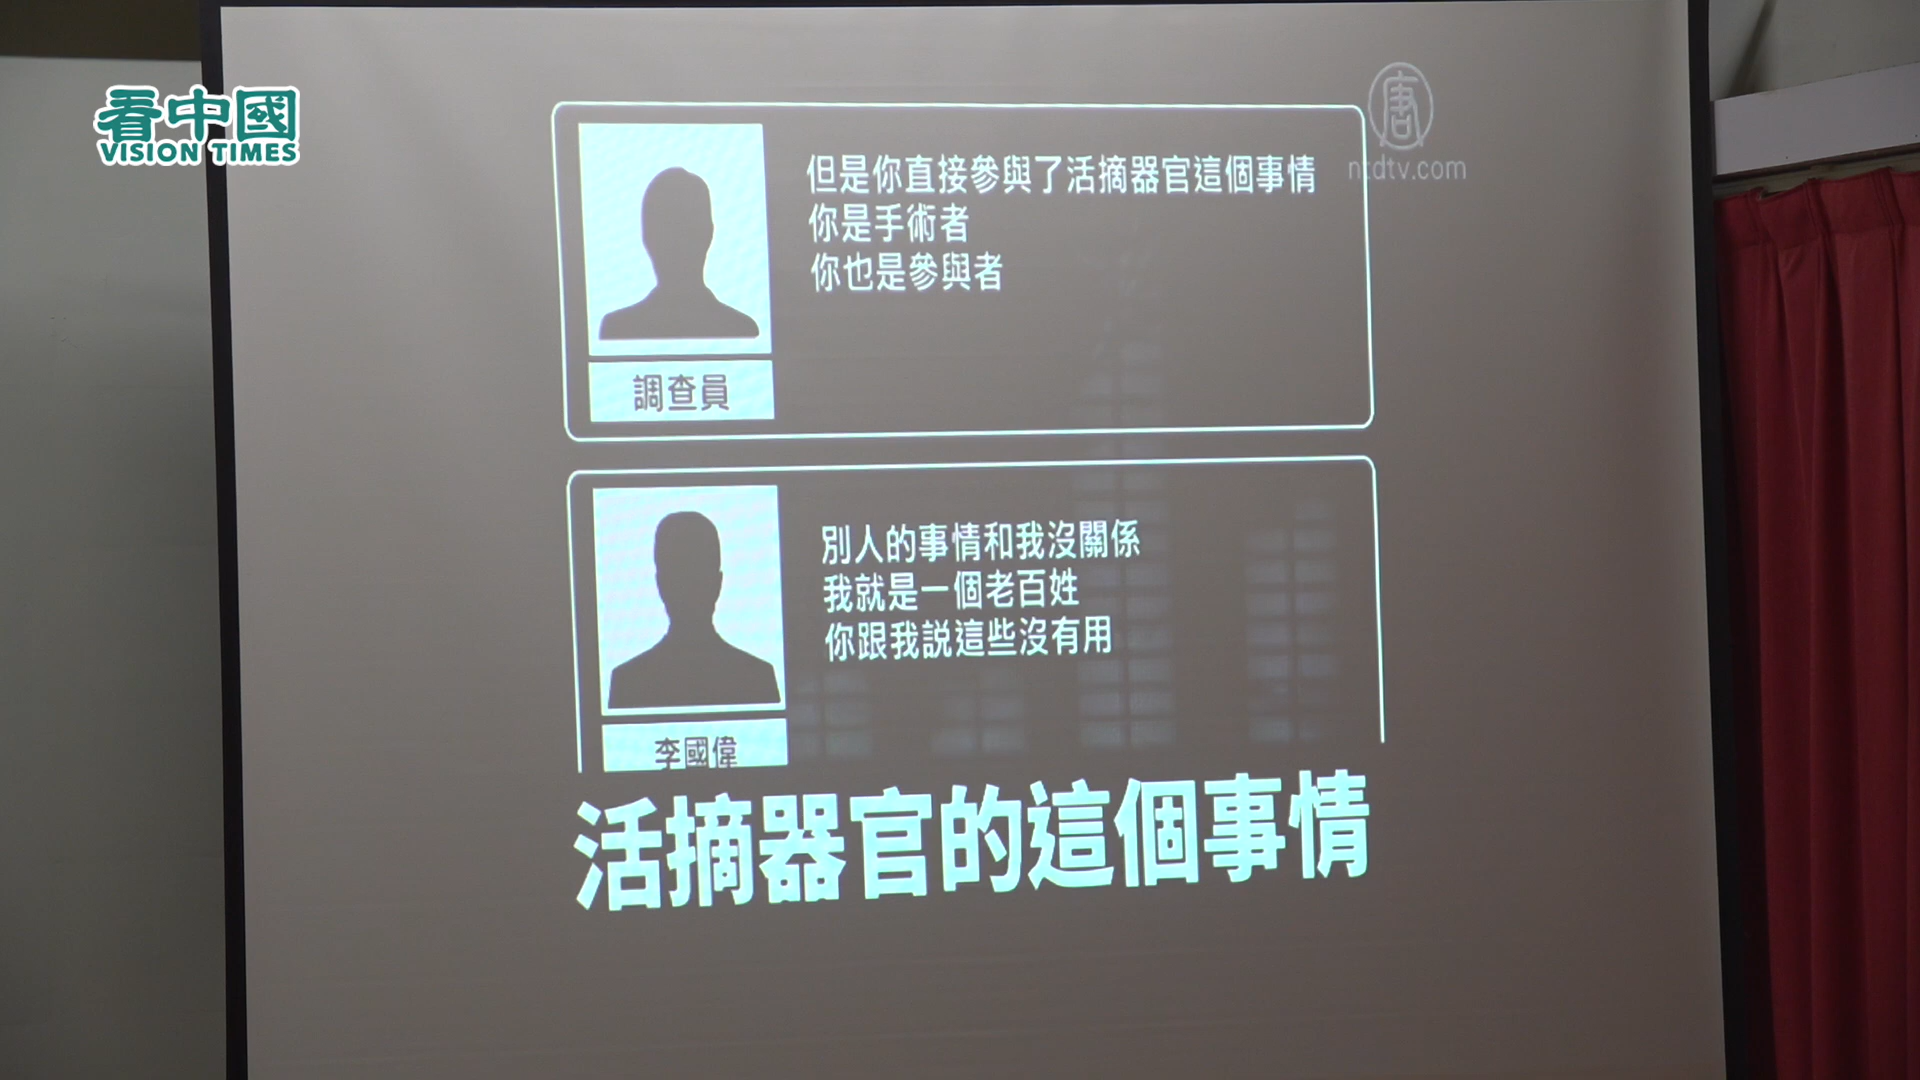 看中國
VISION TIMES
唐
ntdtv.com
但是你直接參與了活摘器官這個事情
你是手術者
你也是參與者
調查員
別人的事情和我沒關係
我就是一個老百姓
你跟我說這些沒有用
李國偉
活摘器官的這個事情